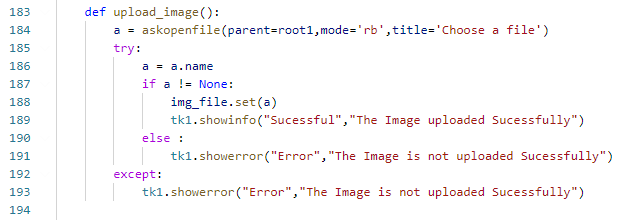 183 def upload_image():
184 a = askopenfile(parent=root1,mode='rb',title='Choose a file')
185 try:
186 a = a.name
187 if a != None:
188 img_file.set(a)
189 tk1.showinfo("Sucessful","The Image uploaded Sucessfully")
190 else :
191 tk1.showerror("Error","The Image is not uploaded Sucessfully")
192 except:
193 tk1.showerror("Error","The Image is not uploaded Sucessfully")
194